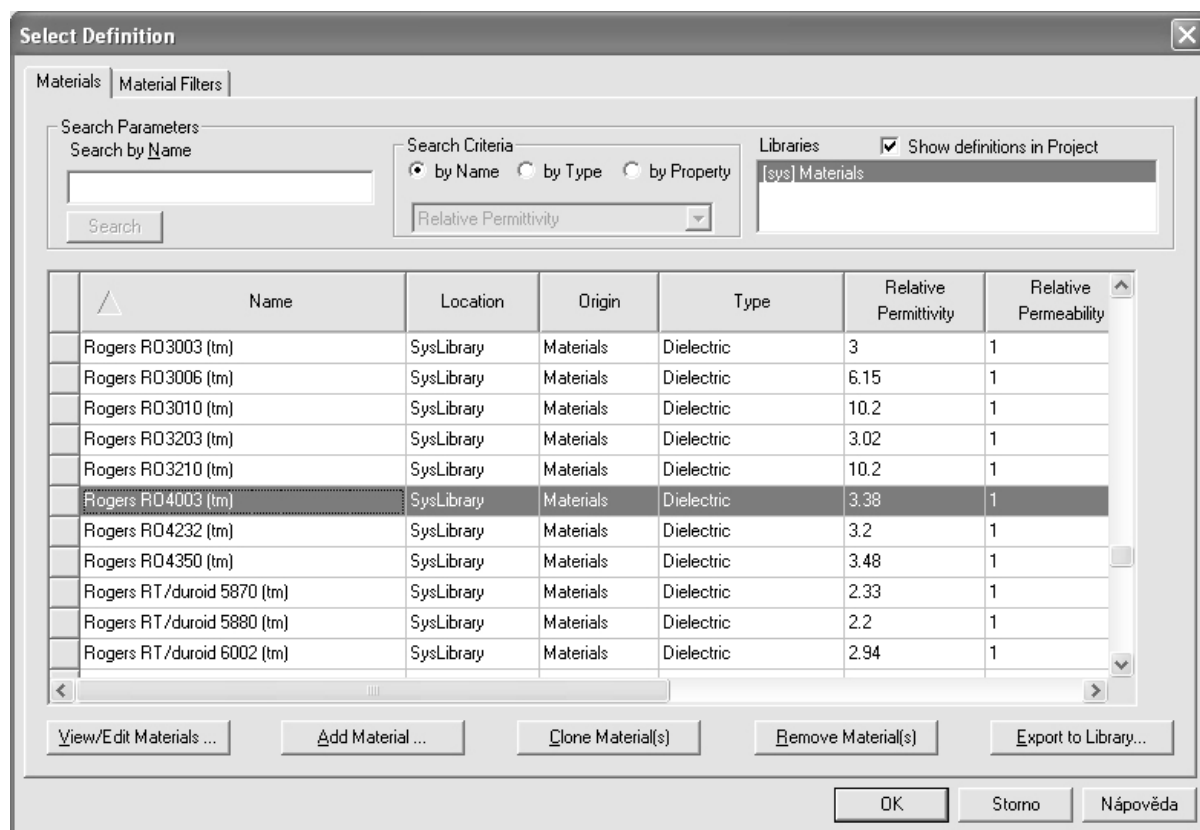 Select Definition
Materials Material Filters
Search Parameters
Search by Name
Search
Search Criteria
by Name by Type by Property
Relative Permittivity
Libraries Show definitions in Project
[sys] Materials
Name Location Origin Type Relative Permittivity Relative Permeability
Rogers RO3003 (tm) SysLibrary Materials Dielectric 3 1
Rogers RO3006 (tm) SysLibrary Materials Dielectric 6.15 1
Rogers RO3010 (tm) SysLibrary Materials Dielectric 10.2 1
Rogers RO3203 (tm) SysLibrary Materials Dielectric 3.02 1
Rogers RO3210 (tm) SysLibrary Materials Dielectric 10.2 1
Rogers RO4003 (tm) SysLibrary Materials Dielectric 3.38 1
Rogers RO4232 (tm) SysLibrary Materials Dielectric 3.2 1
Rogers RO4350 (tm) SysLibrary Materials Dielectric 3.48 1
Rogers RT/duroid 5870 (tm) SysLibrary Materials Dielectric 2.33 1
Rogers RT/duroid 5880 (tm) SysLibrary Materials Dielectric 2.2 1
Rogers RT/duroid 6002 (tm) SysLibrary Materials Dielectric 2.94 1
View/Edit Materials ... Add Material ... Clone Material(s) Remove Material(s) Export to Library...
OK Storno Nápověda